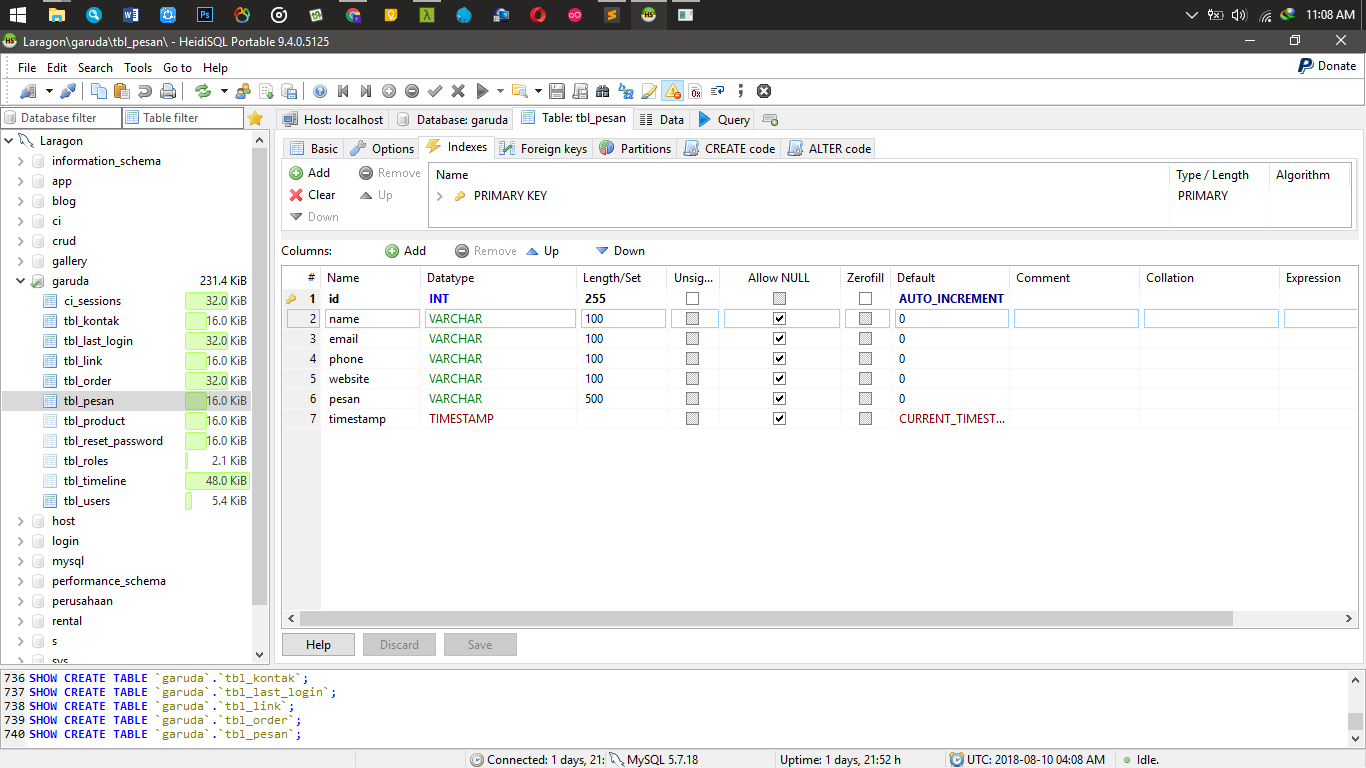 11:08 AM
Laragon\garuda\tbl_pesan\ - HeidiSQL Portable 9.4.0.5125
File Edit Search Tools Go to Help Donate
Database filter Table filter
Host: localhost Database: garuda Table: tbl_pesan Data Query
Laragon
information_schema
app
blog
ci
crud
gallery
garuda 231.4 KiB
ci_sessions 32.0 KiB
tbl_kontak 16.0 KiB
tbl_last_login 32.0 KiB
tbl_link 16.0 KiB
tbl_order 32.0 KiB
tbl_pesan 16.0 KiB
tbl_product 16.0 KiB
tbl_reset_password 16.0 KiB
tbl_roles 2.1 KiB
tbl_timeline 48.0 KiB
tbl_users 5.4 KiB
host
login
mysql
performance_schema
perusahaan
rental
s
sys
Basic Options Indexes Foreign keys Partitions CREATE code ALTER code
Add Remove
Clear Up
Down
Name Type / Length Algorithm
PRIMARY KEY PRIMARY
Columns: Add Remove Up Down
# Name Datatype Length/Set Unsig... Allow NULL Zerofill Default Comment Collation Expression
1 id INT 255 AUTO_INCREMENT
2 name VARCHAR 100 0
3 email VARCHAR 100 0
4 phone VARCHAR 100 0
5 website VARCHAR 100 0
6 pesan VARCHAR 500 0
7 timestamp TIMESTAMP CURRENT_TIMEST...
Help Discard Save
736 SHOW CREATE TABLE `garuda`.`tbl_kontak`;
737 SHOW CREATE TABLE `garuda`.`tbl_last_login`;
738 SHOW CREATE TABLE `garuda`.`tbl_link`;
739 SHOW CREATE TABLE `garuda`.`tbl_order`;
740 SHOW CREATE TABLE `garuda`.`tbl_pesan`;
Connected: 1 days, 21: MySQL 5.7.18 Uptime: 1 days, 21:52 h UTC: 2018-08-10 04:08 AM Idle.